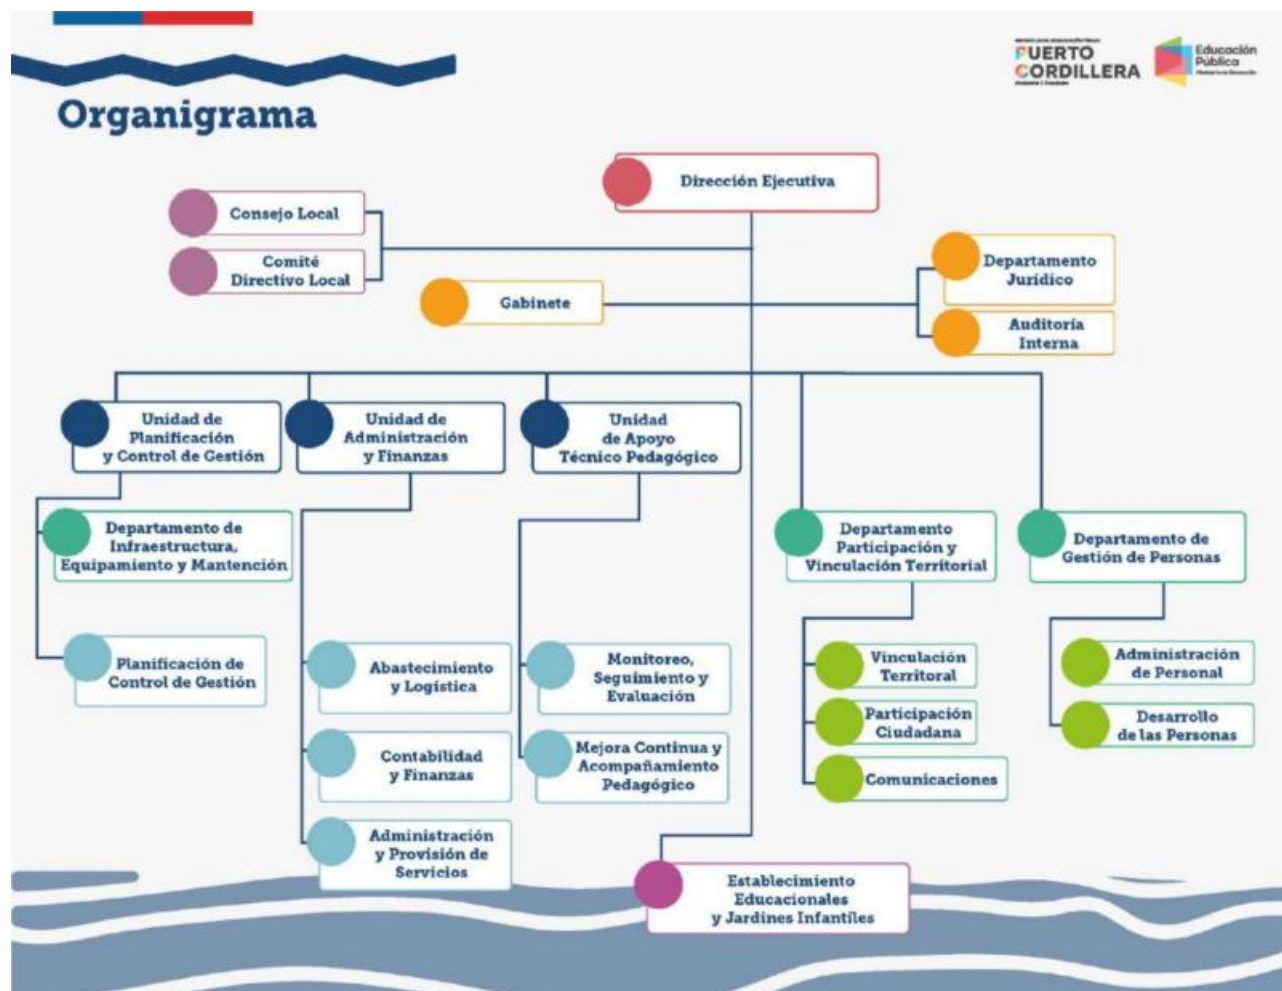 PUERTO
CORDILLERA
Educación
Pública
Organigrama
Dirección Ejecutiva
Consejo Local
Comité
Directivo Local
Gabinete
Departamento
Jurídico
Auditoría
Interna
Unidad de
Planificación
y Control de Gestión
Unidad de
Administración
y Finanzas
Unidad
de Apoyo
Técnico Pedagógico
Departamento de
Infraestructura,
Equipamiento y Mantención
Departamento
Participación y
Vinculación Territorial
Departamento de
Gestión de Personas
Planificación de
Control de Gestión
Abastecimiento
y Logística
Contabilidad
y Finanzas
Administración
y Provisión de
Servicios
Monitoreo,
Seguimiento y
Evaluación
Mejora Continua y
Acompañamiento
Pedagógico
Vinculación
Territoral
Participación
Ciudadana
Comunicaciones
Administración
de Personal
Desarrollo
de las Personas
Establecimiento
Educacionales
y Jardines Infantíles